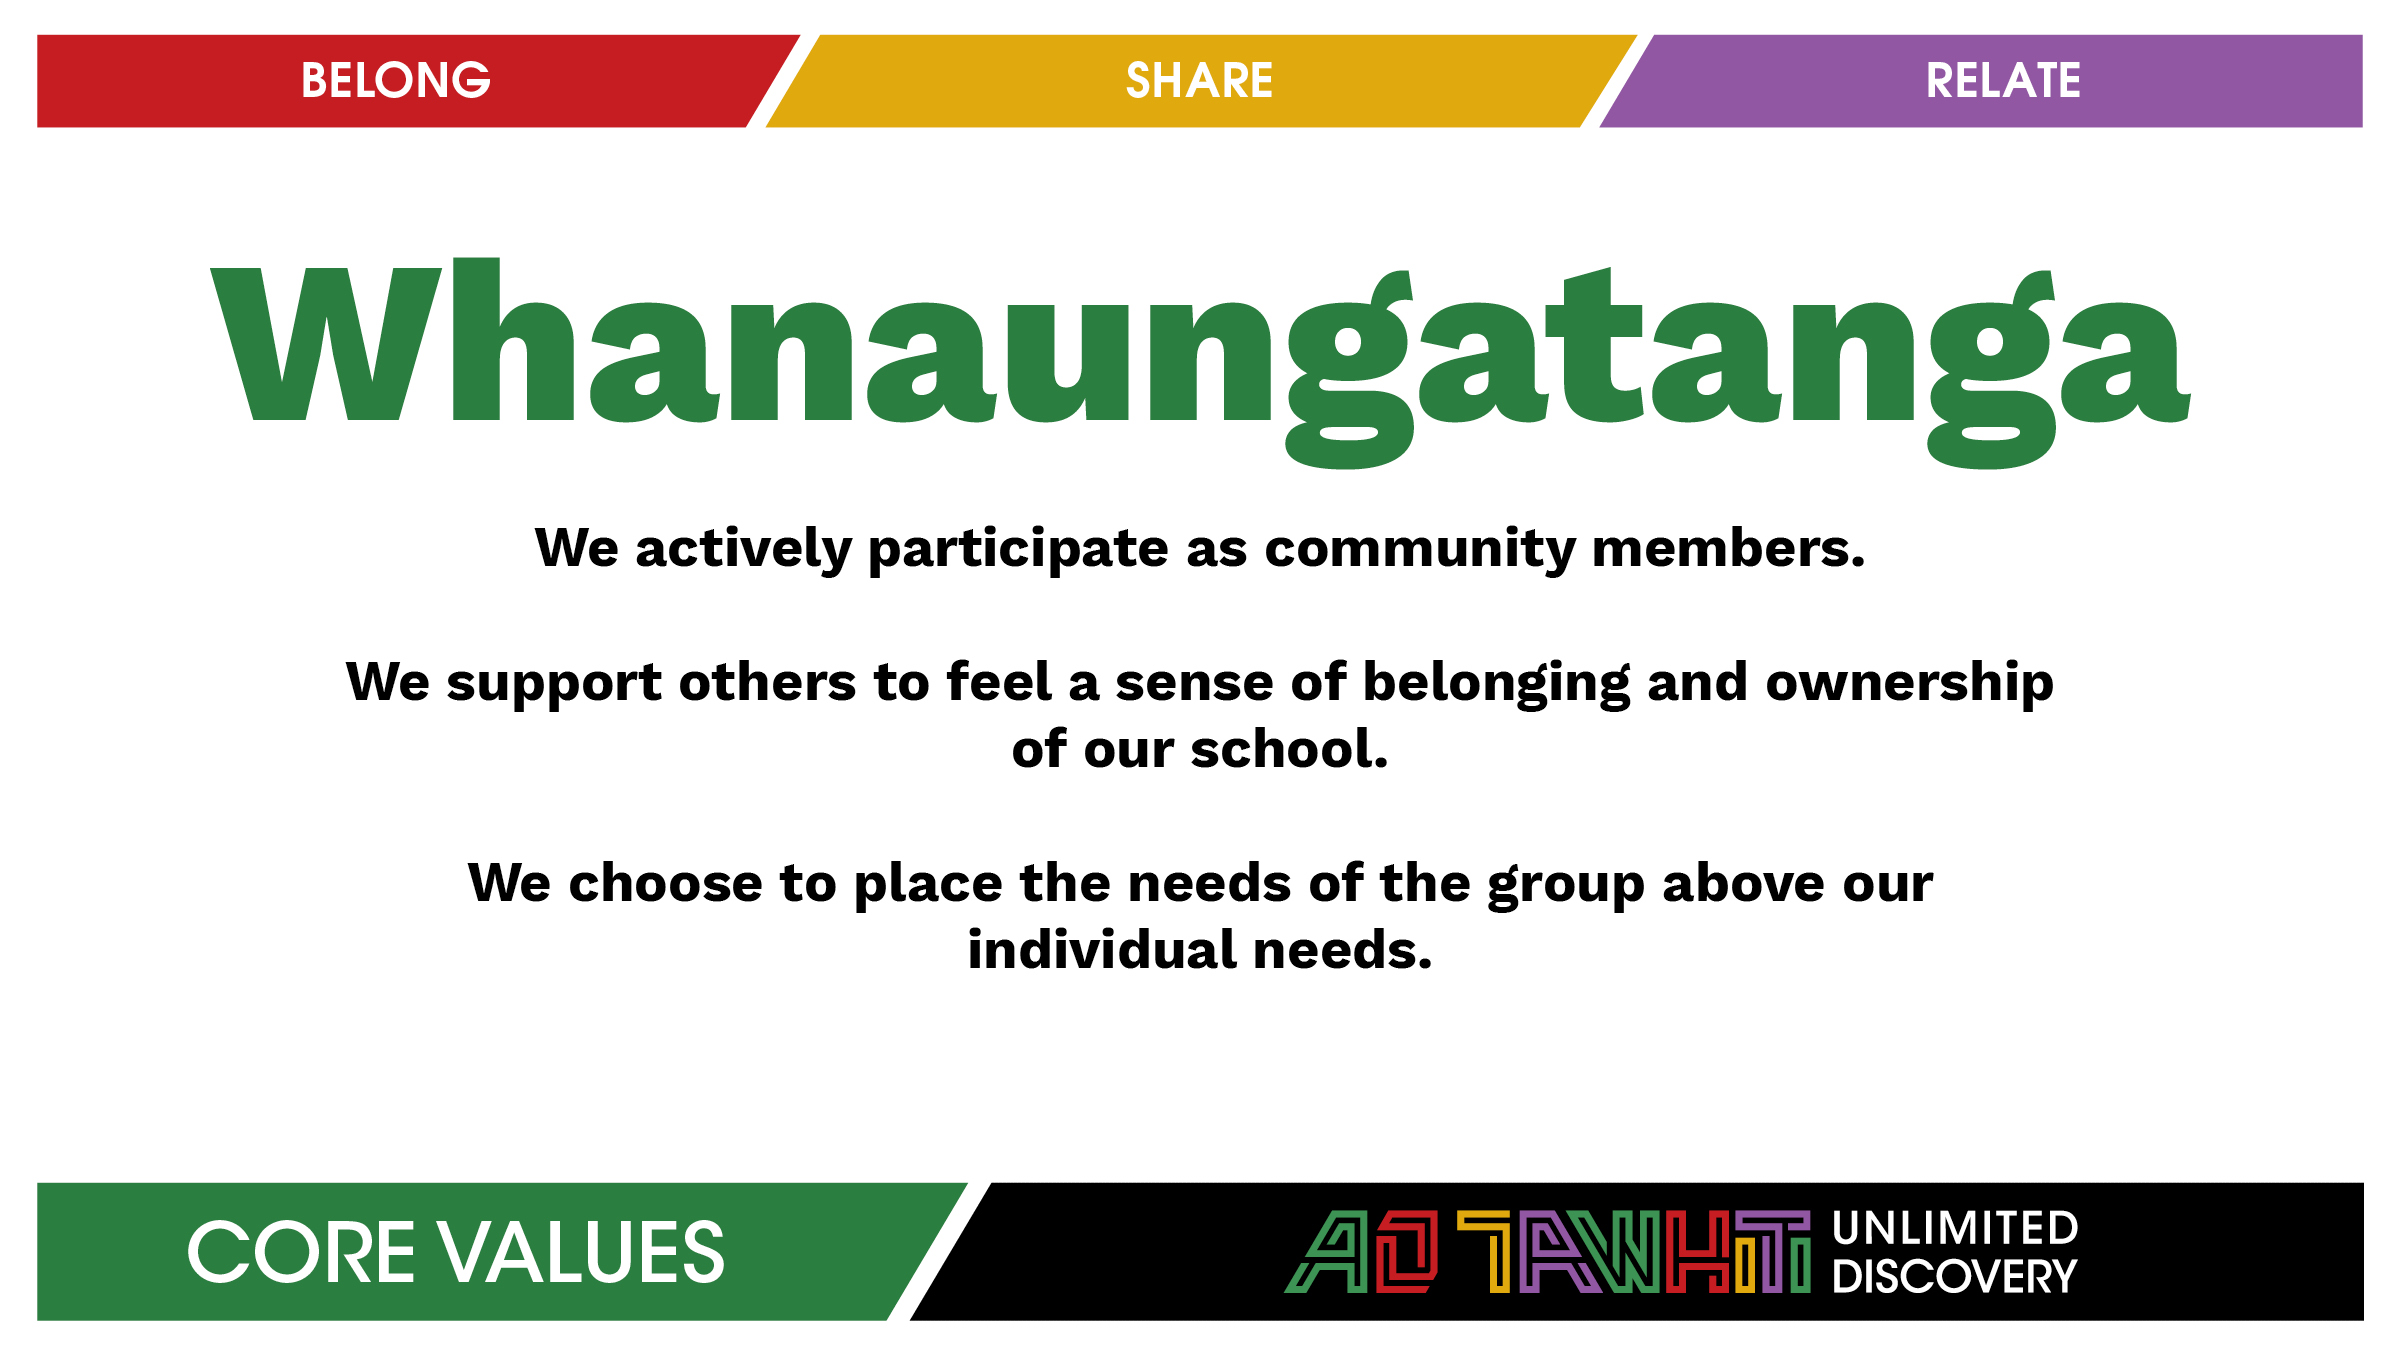 BELONG
SHARE
RELATE
Whanaungatanga
We actively participate as community members.
We support others to feel a sense of belonging and ownership
of our school.
We choose to place the needs of the group above our
individual needs.
CORE VALUES
AO TAWHITI
UNLIMITED
DISCOVERY